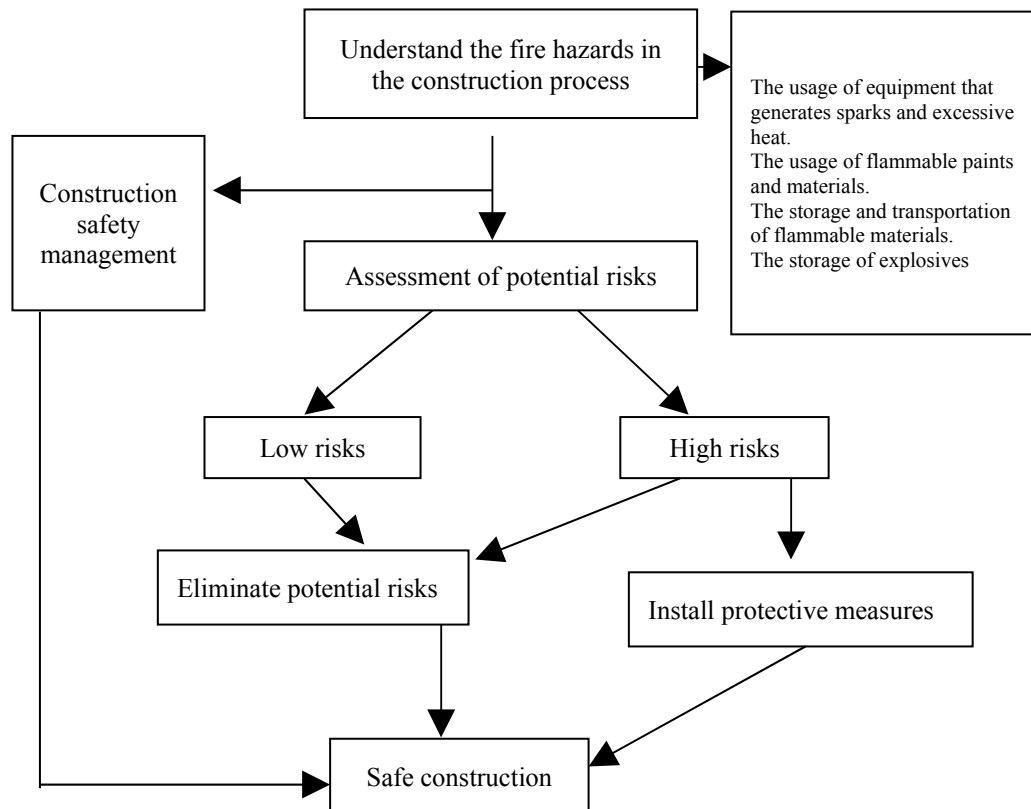 Understand the fire hazards in
the construction process
The usage of equipment that
generates sparks and excessive
heat.
The usage of flammable paints
and materials.
The storage and transportation
of flammable materials.
The storage of explosives
Construction
safety
management
Assessment of potential risks
Low risks
High risks
Eliminate potential risks
Install protective measures
Safe construction